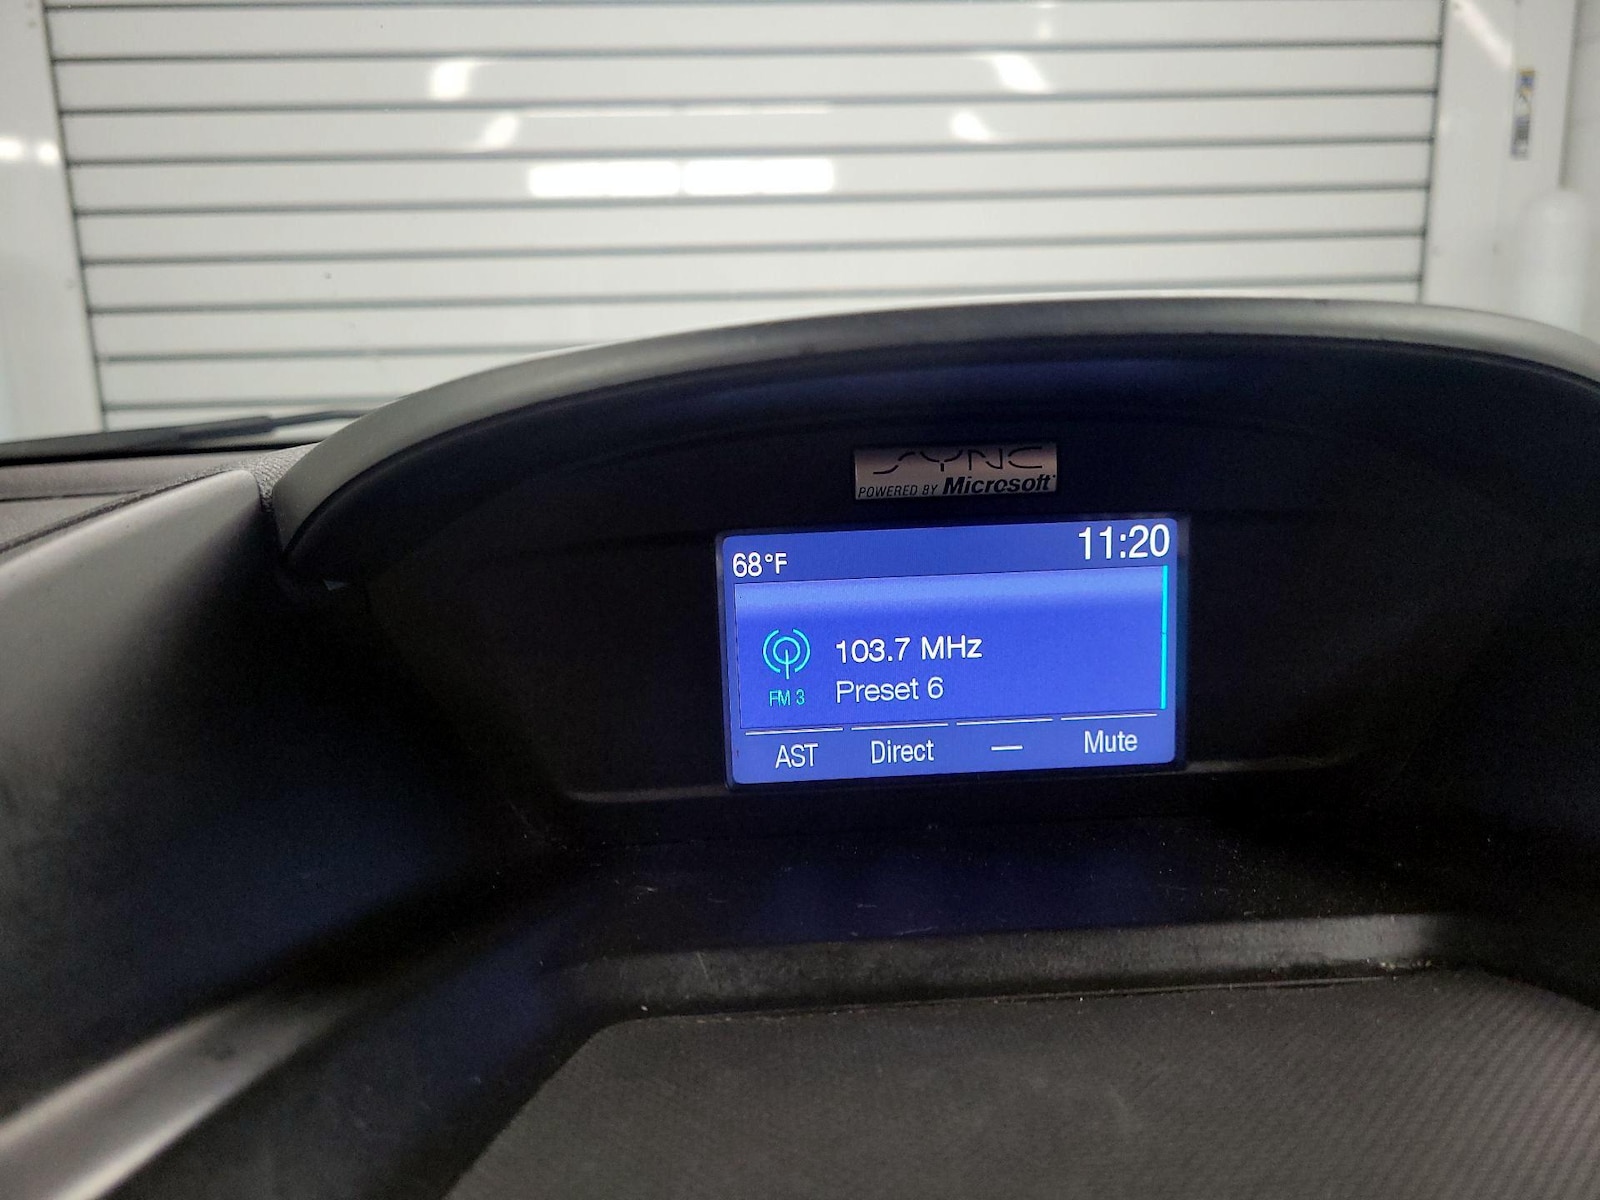 SYNC
POWERED BY Microsoft
68°F 11:20
103.7 MHz
FM 3 Preset 6
AST Direct — Mute